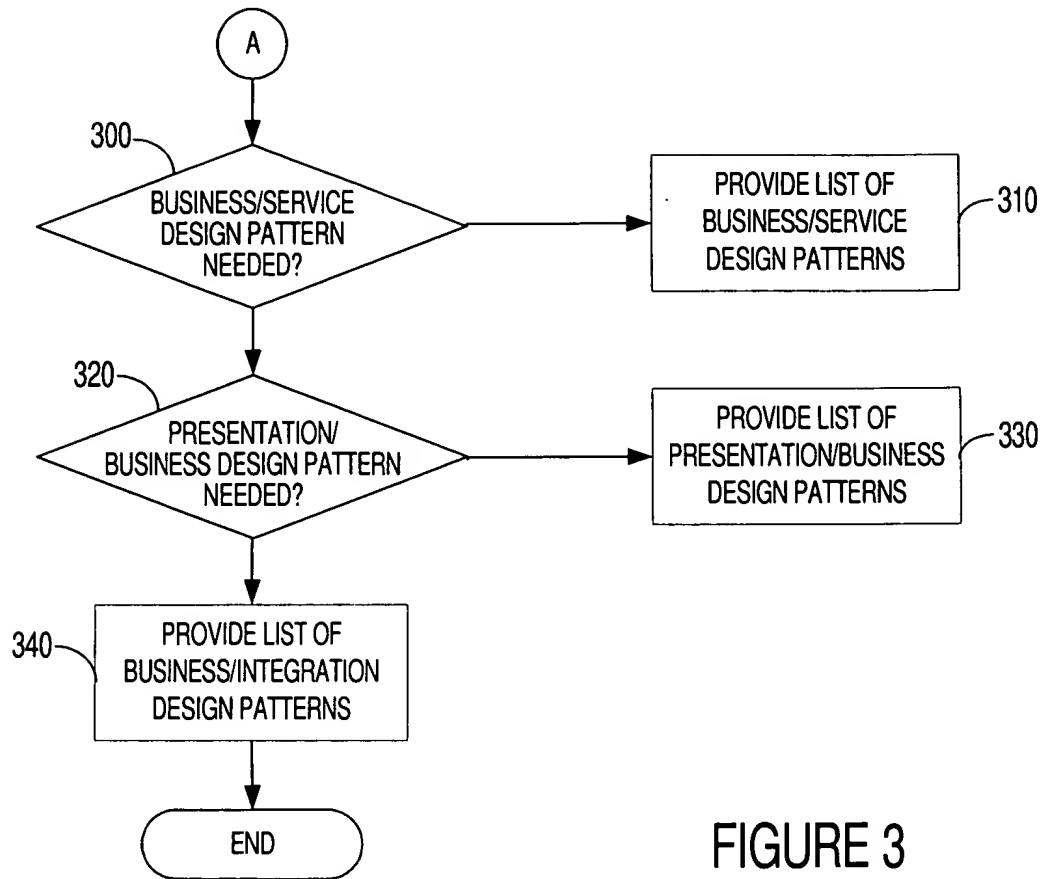 A
300
BUSINESS/SERVICE
DESIGN PATTERN
NEEDED?
PROVIDE LIST OF
BUSINESS/SERVICE
DESIGN PATTERNS
310
320
PRESENTATION/
BUSINESS DESIGN PATTERN
NEEDED?
PROVIDE LIST OF
PRESENTATION/BUSINESS
DESIGN PATTERNS
330
340
PROVIDE LIST OF
BUSINESS/INTEGRATION
DESIGN PATTERNS
END
FIGURE 3